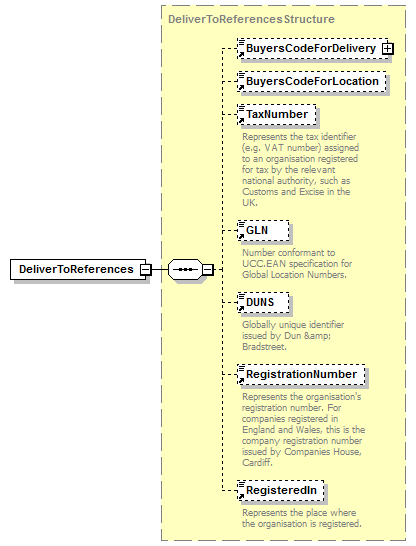 DeliverToReferencesStructure
BuyersCodeForDelivery
BuyersCodeForLocation
TaxNumber
Represents the tax identifier
(e.g. VAT number) assigned
to an organisation registered
for tax by the relevant
national authority, such as
Customs and Excise in the
UK.
GLN
Number conformant to
UCC.EAN specification for
Global Location Numbers.
DeliverToReferences
DUNS
Globally unique identifier
issued by Dun &amp;
Bradstreet.
RegistrationNumber
Represents the organisation's
registration number. For
companies registered in
England and Wales, this is the
company registration number
issued by Companies House,
Cardiff.
RegisteredIn
Represents the place where
the organisation is registered.